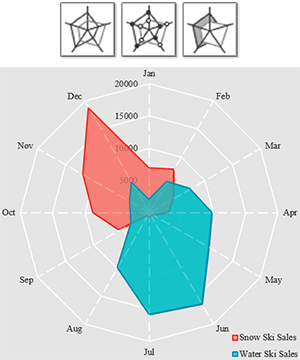 Jan
20000
Dec
Feb
15000
10000
Nov
Mar
5000
Oct
Apr
Sep
May
Aug
Jun
Jul
Snow Ski Sales
Water Ski Sales